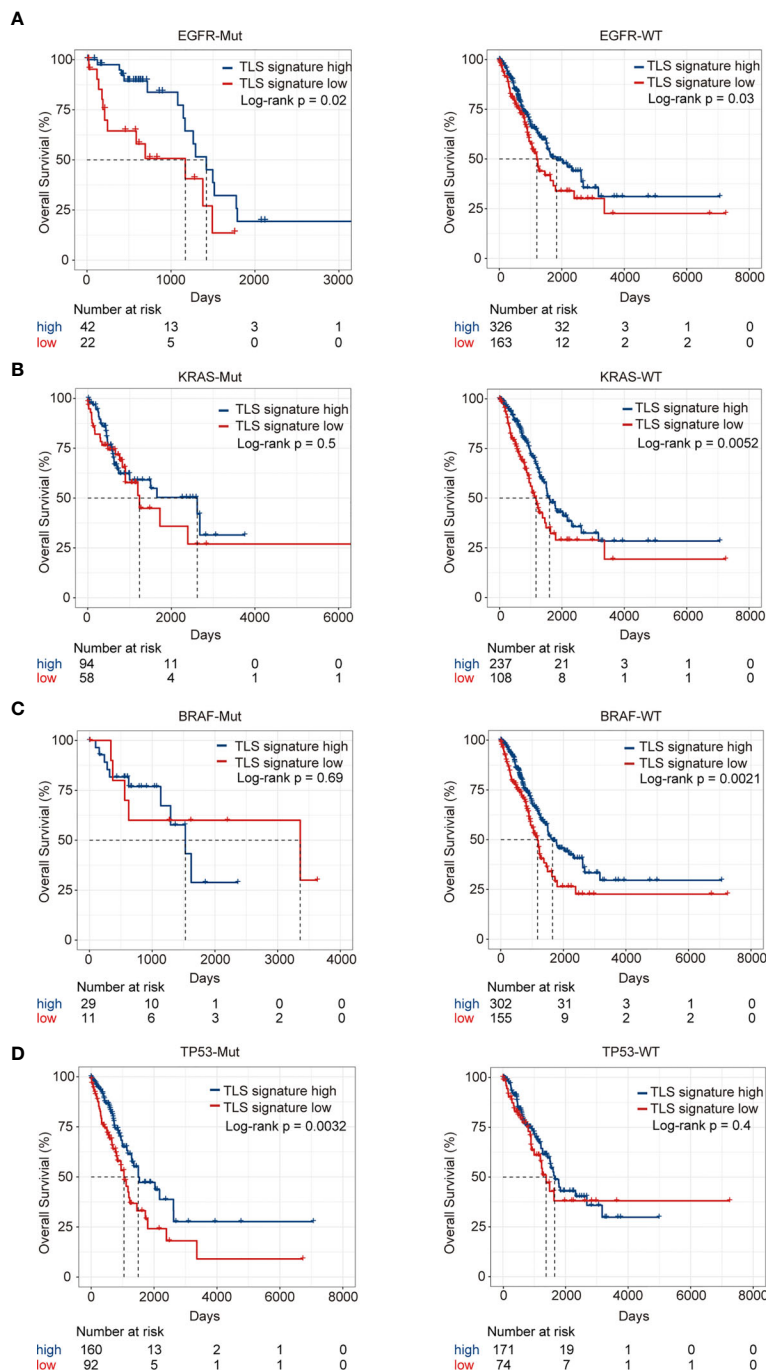 A
EGFR-Mut
EGFR-WT
Overall Survivial (%)
100
75
50
25
0
TLS signature high
TLS signature low
Log-rank p = 0.02
0 1000 2000 3000
Days
Number at risk
high 42 13 3 1
low 22 5 0 0
Overall Survivial (%)
100
75
50
25
0
TLS signature high
TLS signature low
Log-rank p = 0.03
0 2000 4000 6000 8000
Days
Number at risk
high 326 32 3 1 0
low 163 12 2 2 0
B
KRAS-Mut
KRAS-WT
Overall Survivial (%)
100
75
50
25
0
TLS signature high
TLS signature low
Log-rank p = 0.5
0 2000 4000 6000
Days
Number at risk
high 94 11 0 0
low 58 4 1 1
Overall Survivial (%)
100
75
50
25
0
TLS signature high
TLS signature low
Log-rank p = 0.0052
0 2000 4000 6000 8000
Days
Number at risk
high 237 21 3 1 0
low 108 8 1 1 0
C
BRAF-Mut
BRAF-WT
Overall Survivial (%)
100
75
50
25
0
TLS signature high
TLS signature low
Log-rank p = 0.69
0 1000 2000 3000 4000
Days
Number at risk
high 29 10 1 0 0
low 11 6 3 2 0
Overall Survivial (%)
100
75
50
25
0
TLS signature high
TLS signature low
Log-rank p = 0.0021
0 2000 4000 6000 8000
Days
Number at risk
high 302 31 3 1 0
low 155 9 2 2 0
D
TP53-Mut
TP53-WT
Overall Survivial (%)
100
75
50
25
0
TLS signature high
TLS signature low
Log-rank p = 0.0032
0 2000 4000 6000 8000
Days
Number at risk
high 160 13 2 1 0
low 92 5 1 1 0
Overall Survivial (%)
100
75
50
25
0
TLS signature high
TLS signature low
Log-rank p = 0.4
0 2000 4000 6000 8000
Days
Number at risk
high 171 19 1 0 0
low 74 7 1 1 0